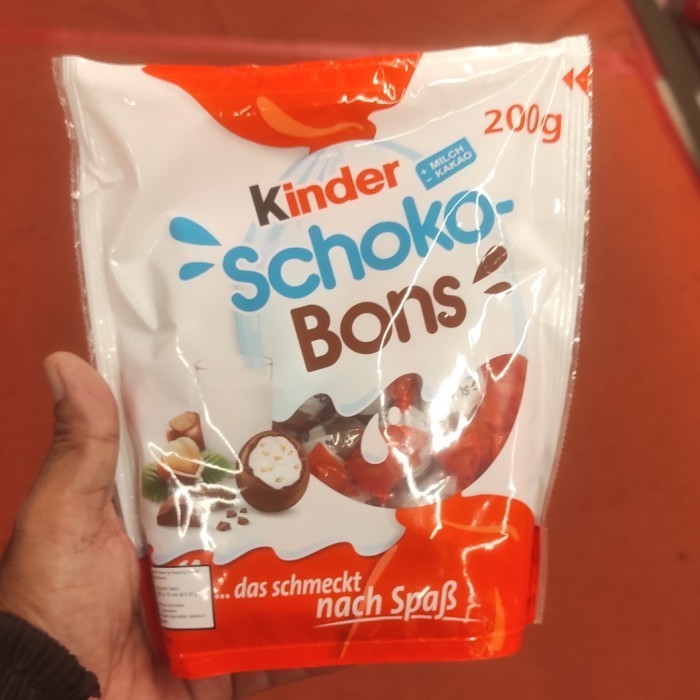 200g
Kinder
+ MILCH
- KAKAO
Schoko-
Bons
... das schmeckt
nach Spaß